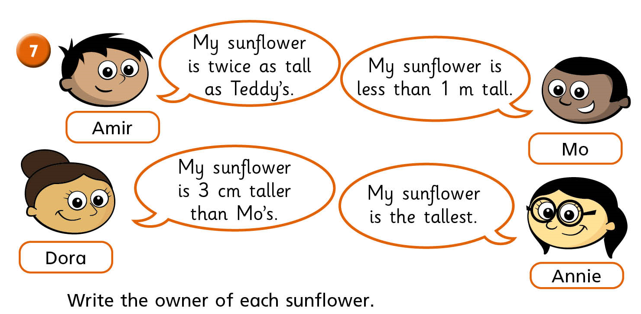 7
My sunflower
is twice as tall
as Teddy's.
Amir
My sunflower is
less than 1 m tall.
Mo
My sunflower
is 3 cm taller
than Mo's.
Dora
My sunflower
is the tallest.
Annie
Write the owner of each sunflower.